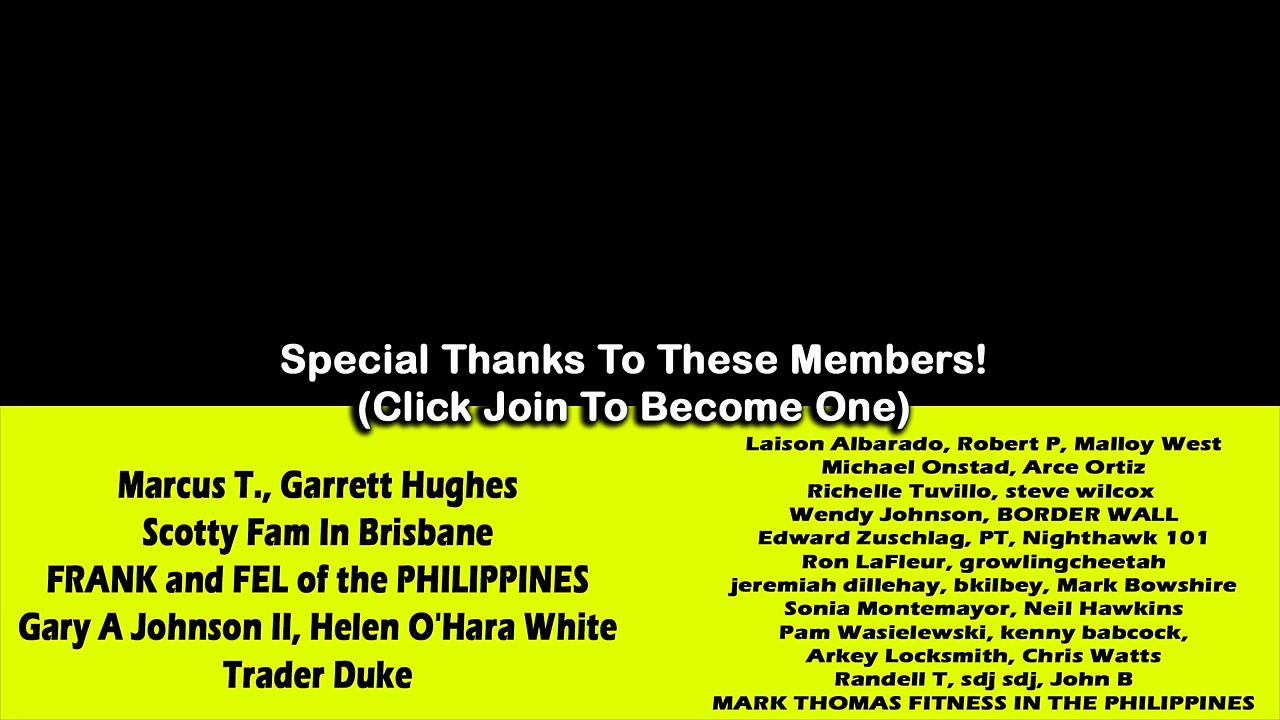 Special Thanks To These Members!
(Click Join To Become One)
Marcus T., Garrett Hughes
Scotty Fam In Brisbane
FRANK and FEL of the PHILIPPINES
Gary A Johnson II, Helen O'Hara White
Trader Duke
Laison Albarado, Robert P, Malloy West
Michael Onstad, Arce Ortiz
Richelle Tuvillo, steve wilcox
Wendy Johnson, BORDER WALL
Edward Zuschlag, PT, Nighthawk 101
Ron LaFleur, growlingcheetah
jeremiah dillehay, bkilbey, Mark Bowshire
Sonia Montemayor, Neil Hawkins
Pam Wasielewski, kenny babcock,
Arkey Locksmith, Chris Watts
Randell T, sdj sdj, John B
MARK THOMAS FITNESS IN THE PHILIPPINES